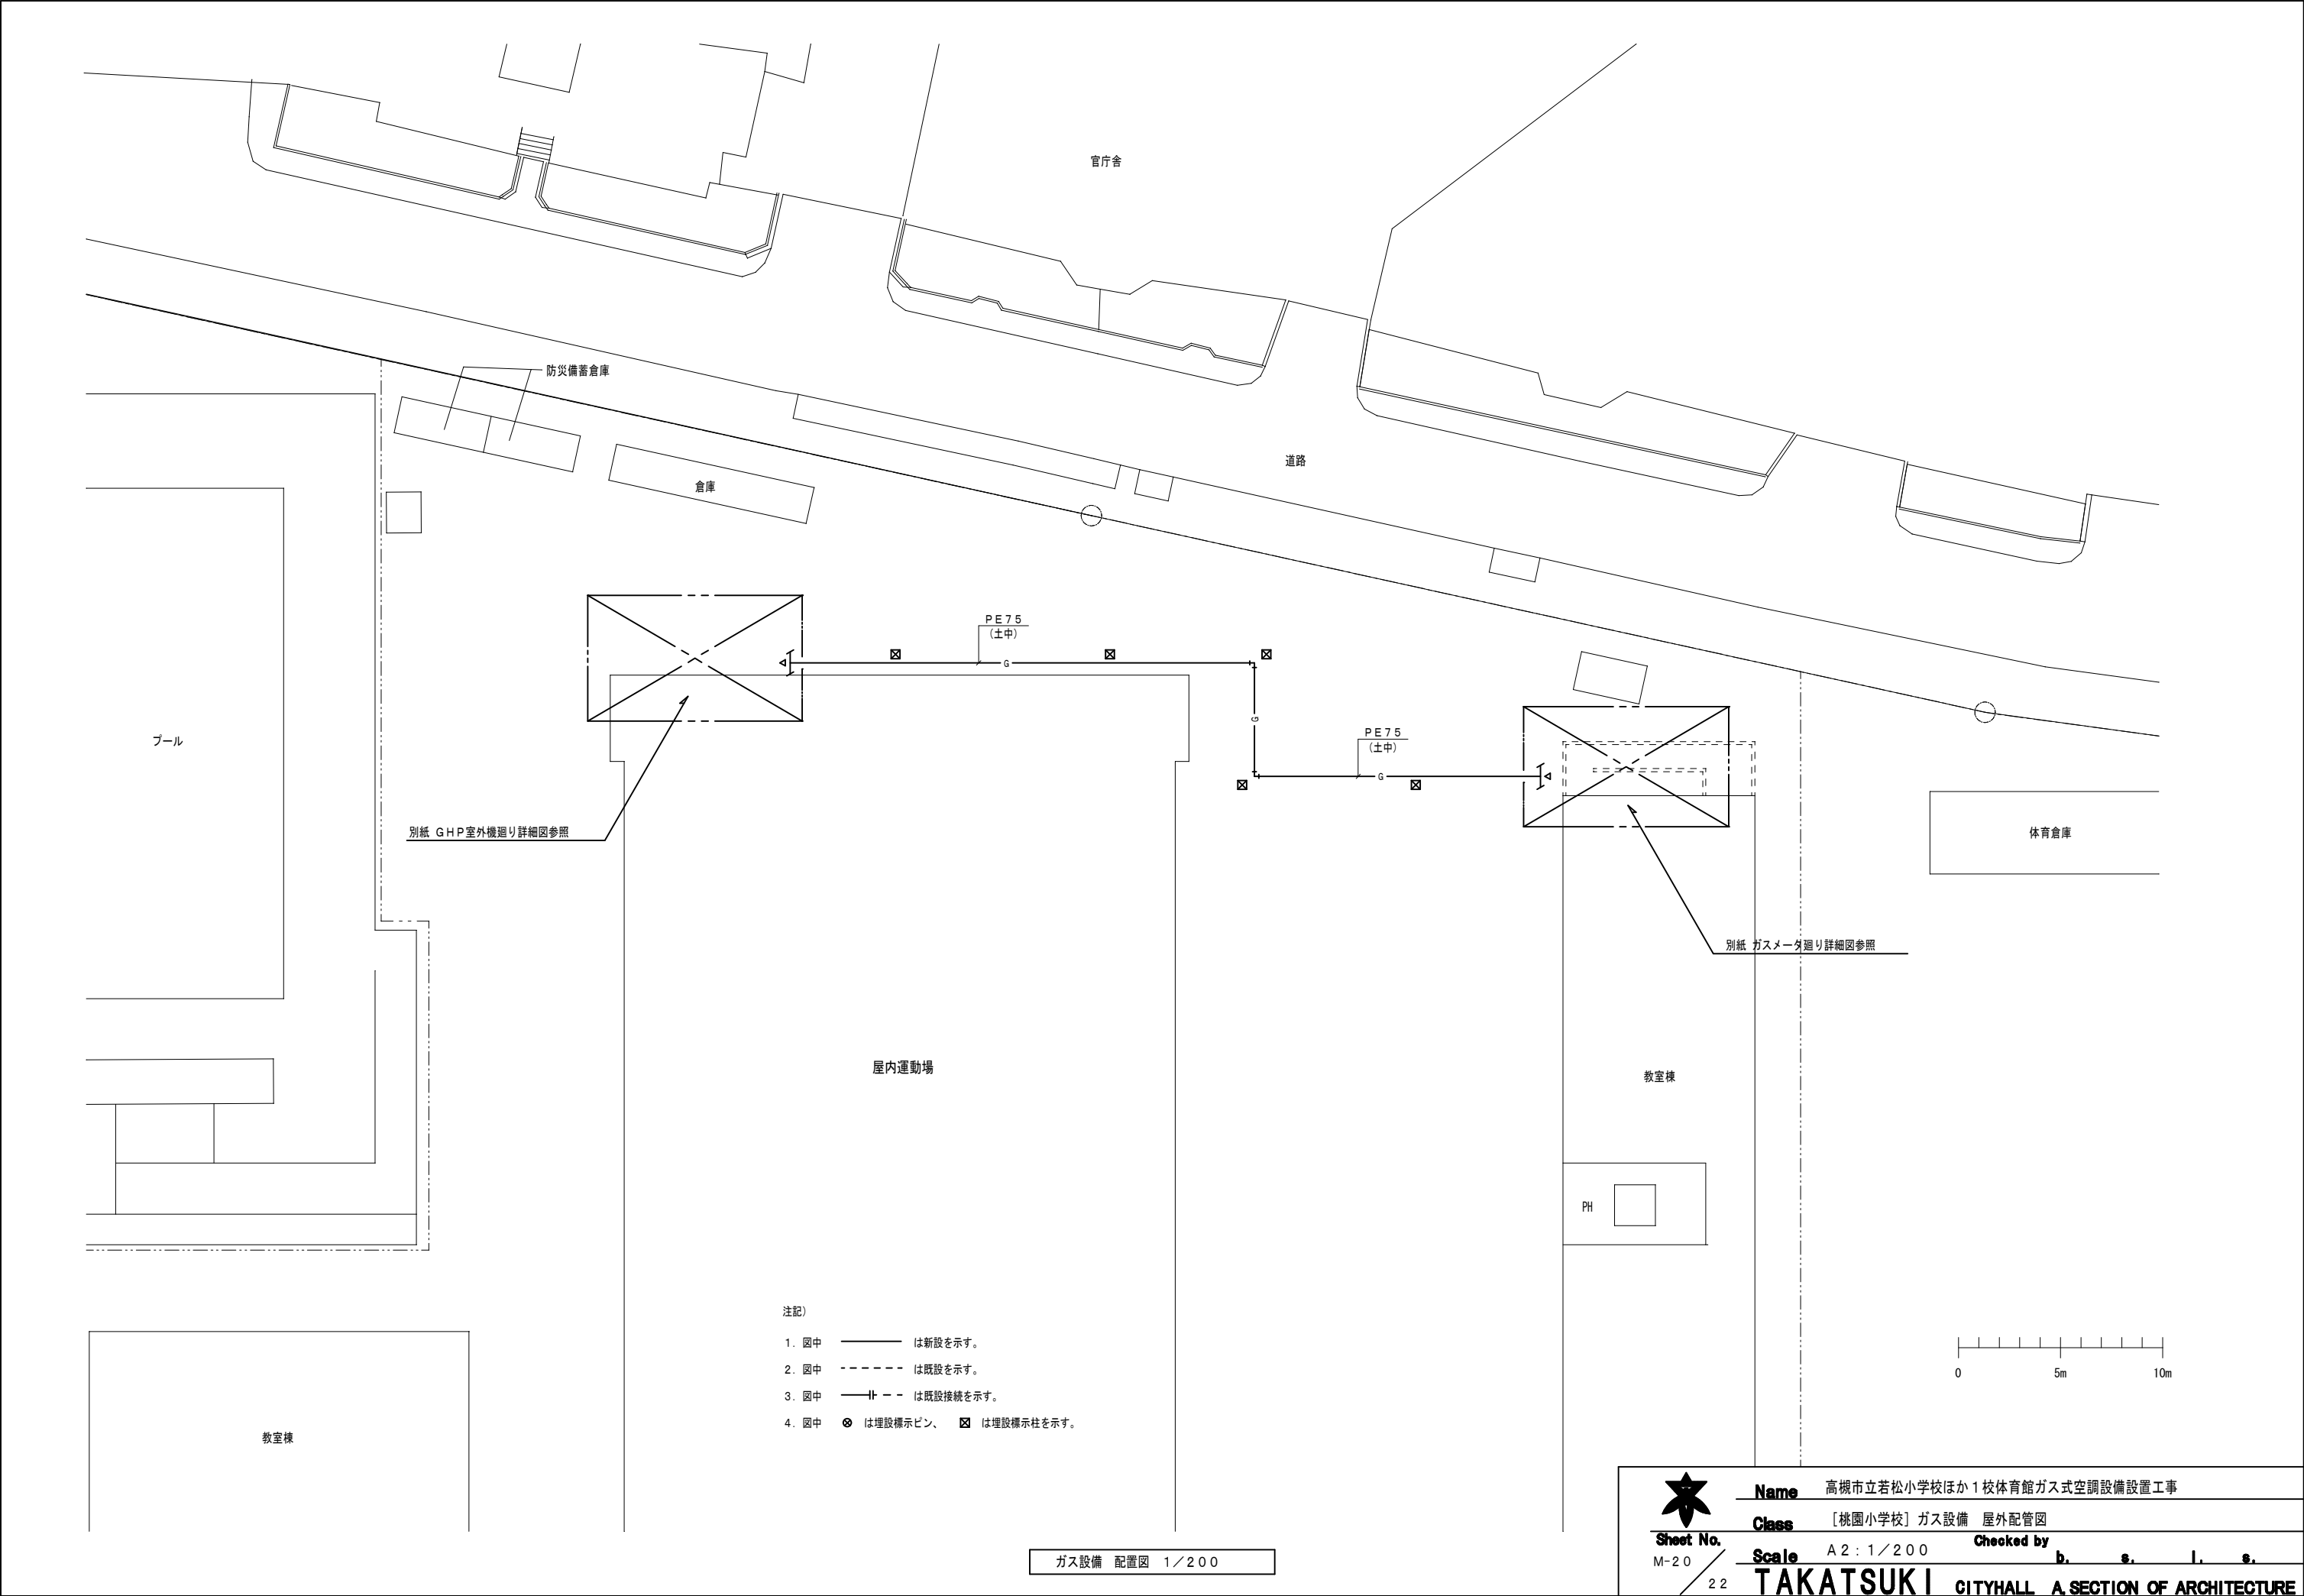 官庁舎
防災備蓄倉庫
道路
倉庫
PE75
(土中)
G
G
PE75
(土中)
G
プール
別紙 GHP室外機廻り詳細図参照
体育倉庫
別紙 ガスメータ廻り詳細図参照
屋内運動場
教室棟
PH
教室棟
注記)
1. 図中 は新設を示す。
2. 図中 は既設を示す。
3. 図中 は既設接続を示す。
4. 図中 は埋設標示ピン、 は埋設標示柱を示す。
0 5m 10m
ガス設備 配置図 1/200
Name 高槻市立若松小学校ほか1校体育館ガス式空調設備設置工事
Class [桃園小学校] ガス設備 屋外配管図
Sheet No. M-20 / 22
Scale A2:1/200
Checked by b. s. l. s.
TAKATSUKI CITYHALL A.SECTION OF ARCHITECTURE